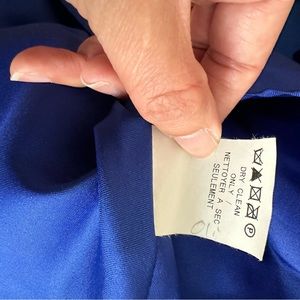 DRY CLEAN
ONLY /
NETTOYER A SEC
SEULEMENT
P